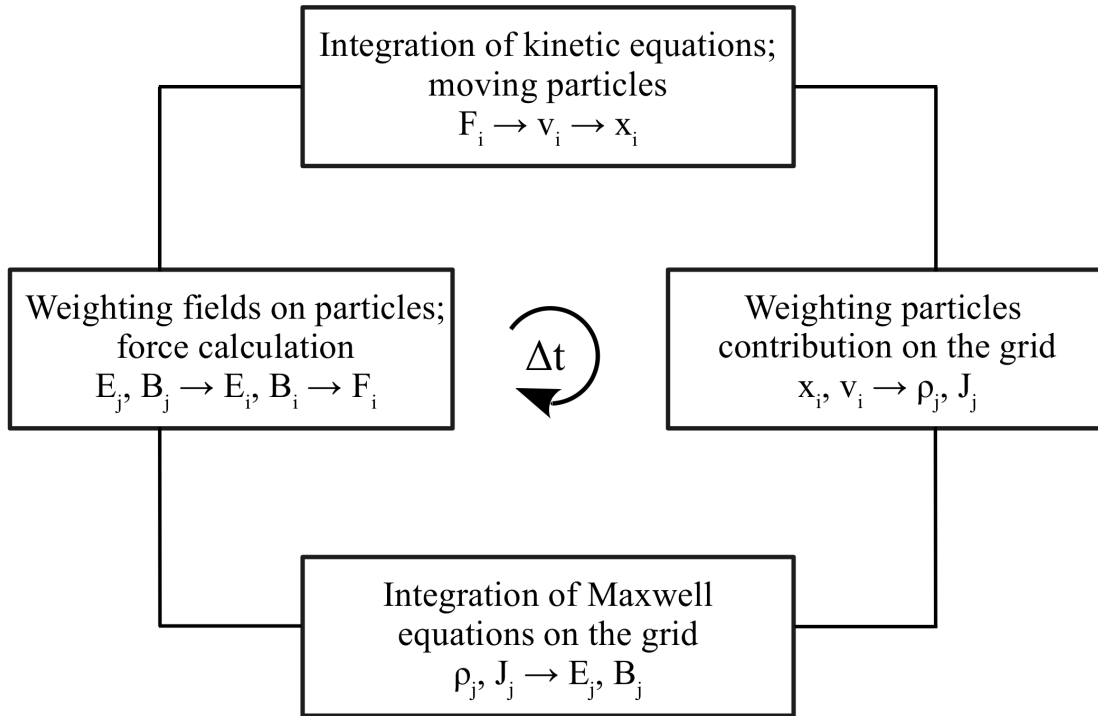 Integration of kinetic equations;
moving particles
Fᵢ → vᵢ → xᵢ
Weighting fields on particles;
force calculation
Eⱼ, Bⱼ → Eᵢ, Bᵢ → Fᵢ
Δt
Weighting particles
contribution on the grid
xᵢ, vᵢ → ρⱼ, Jⱼ
Integration of Maxwell
equations on the grid
ρⱼ, Jⱼ → Eⱼ, Bⱼ